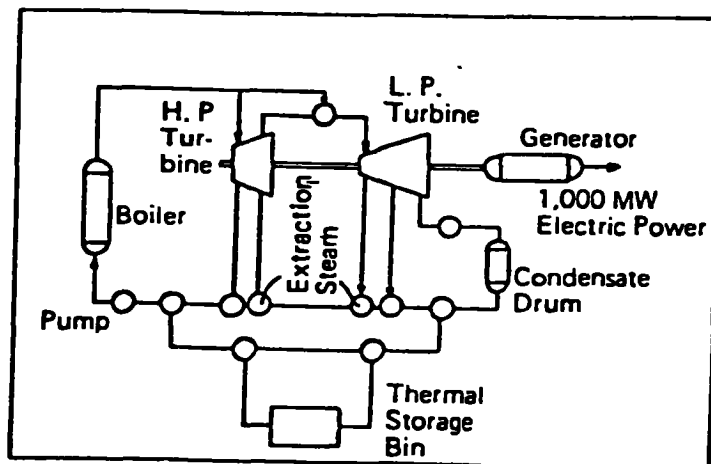 H. P
Tur-
bine
L. P.
Turbine
Generator
1,000 MW
Electric Power
Boiler
Extraction
Steam
Condensate
Drum
Pump
Thermal
Storage
Bin